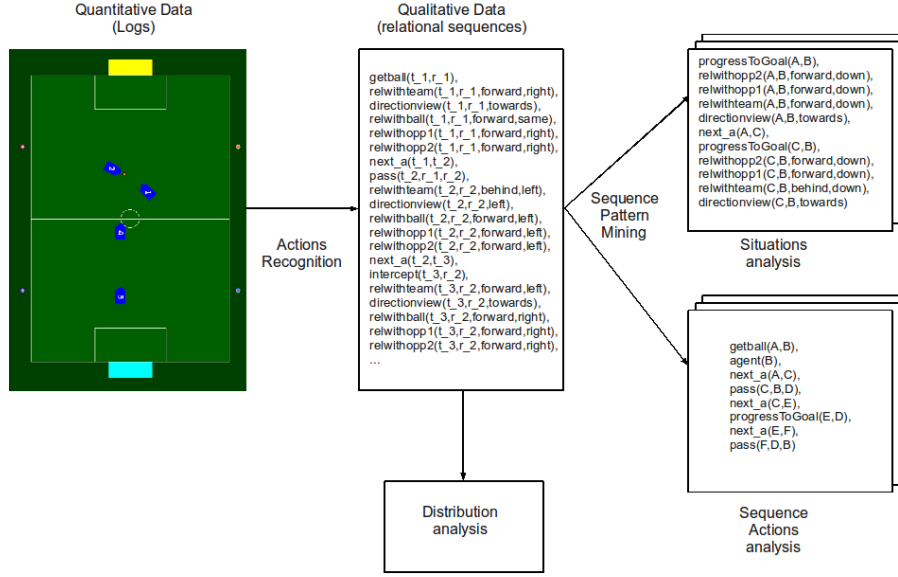 Quantitative Data
(Logs)
Qualitative Data
(relational sequences)
getball(t_1,r_1),
relwithteam(t_1,r_1,forward,right),
directionview(t_1,r_1,towards),
relwithball(t_1,r_1,forward,same),
relwithopp1(t_1,r_1,forward,right),
relwithopp2(t_1,r_1,forward,right),
next_a(t_1,t_2),
pass(t_2,r_1,r_2),
relwithteam(t_2,r_2,behind,left),
directionview(t_2,r_2,left),
relwithball(t_2,r_2,forward,left),
relwithopp1(t_2,r_2,forward,left),
relwithopp2(t_2,r_2,forward,left),
next_a(t_2,t_3),
intercept(t_3,r_2),
relwithteam(t_3,r_2,forward,left),
directionview(t_3,r_2,towards),
relwithball(t_3,r_2,forward,right),
relwithopp1(t_3,r_2,forward,right),
relwithopp2(t_3,r_2,forward,right),
...
2
1
Actions
Recognition
Sequence
Pattern
Mining
progressToGoal(A,B),
relwithopp2(A,B,forward,down),
relwithopp1(A,B,forward,down),
relwithteam(A,B,forward,down),
directionview(A,B,towards),
next_a(A,C),
progressToGoal(C,B),
relwithopp2(C,B,forward,down),
relwithopp1(C,B,forward,down),
relwithteam(C,B,behind,down),
directionview(C,B,towards)
Situations
analysis
getball(A,B),
agent(B),
next_a(A,C),
pass(C,B,D),
next_a(C,E),
progressToGoal(E,D),
next_a(E,F),
pass(F,D,B)
Sequence
Actions
analysis
Distribution
analysis